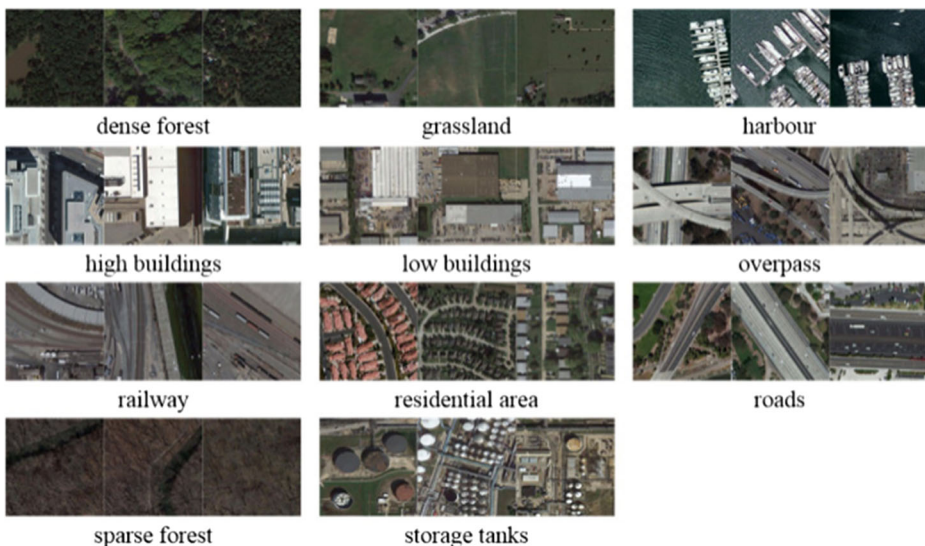 dense forest
grassland
harbour
high buildings
low buildings
overpass
railway
residential area
roads
sparse forest
storage tanks